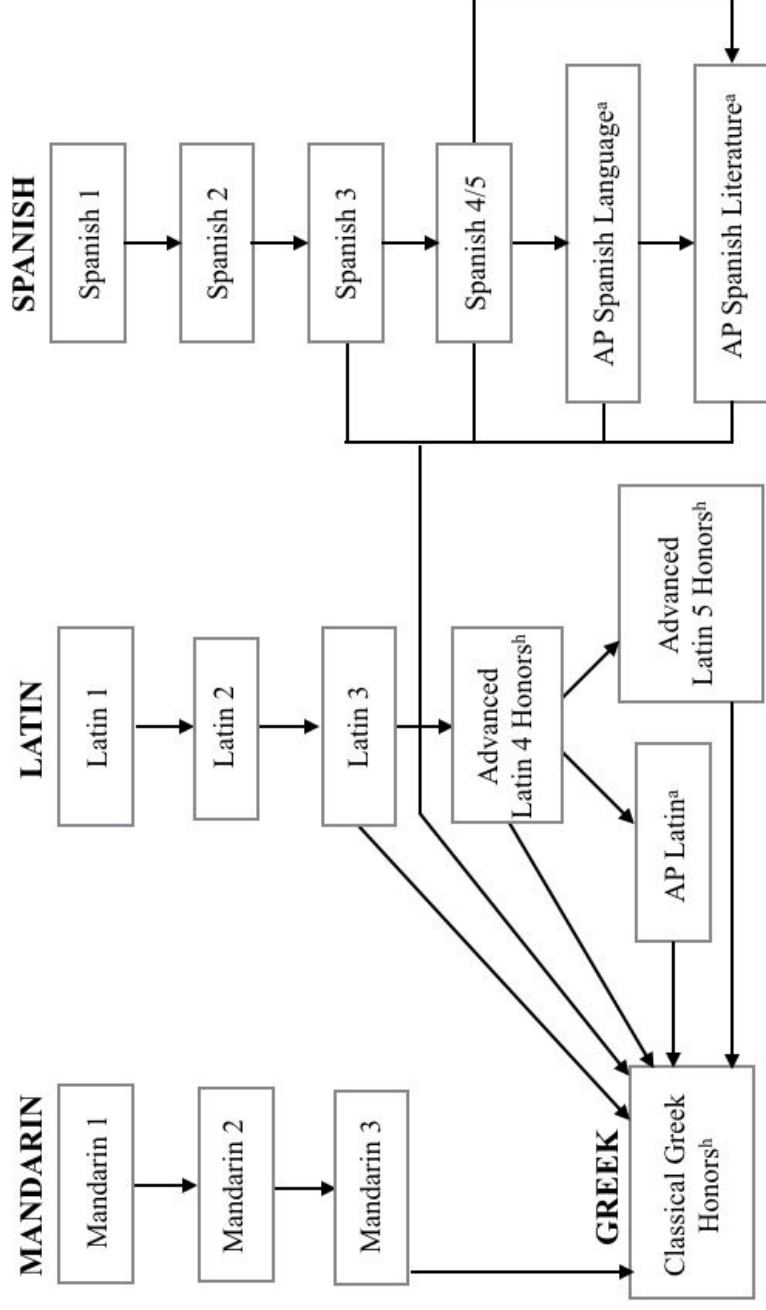 MANDARIN
Mandarin 1
Mandarin 2
Mandarin 3
GREEK
Classical Greek
Honorsʰ
LATIN
Latin 1
Latin 2
Latin 3
Advanced
Latin 4 Honorsʰ
AP Latinᵃ
Advanced
Latin 5 Honorsʰ
SPANISH
Spanish 1
Spanish 2
Spanish 3
Spanish 4/5
AP Spanish Languageᵃ
AP Spanish Literatureᵃ